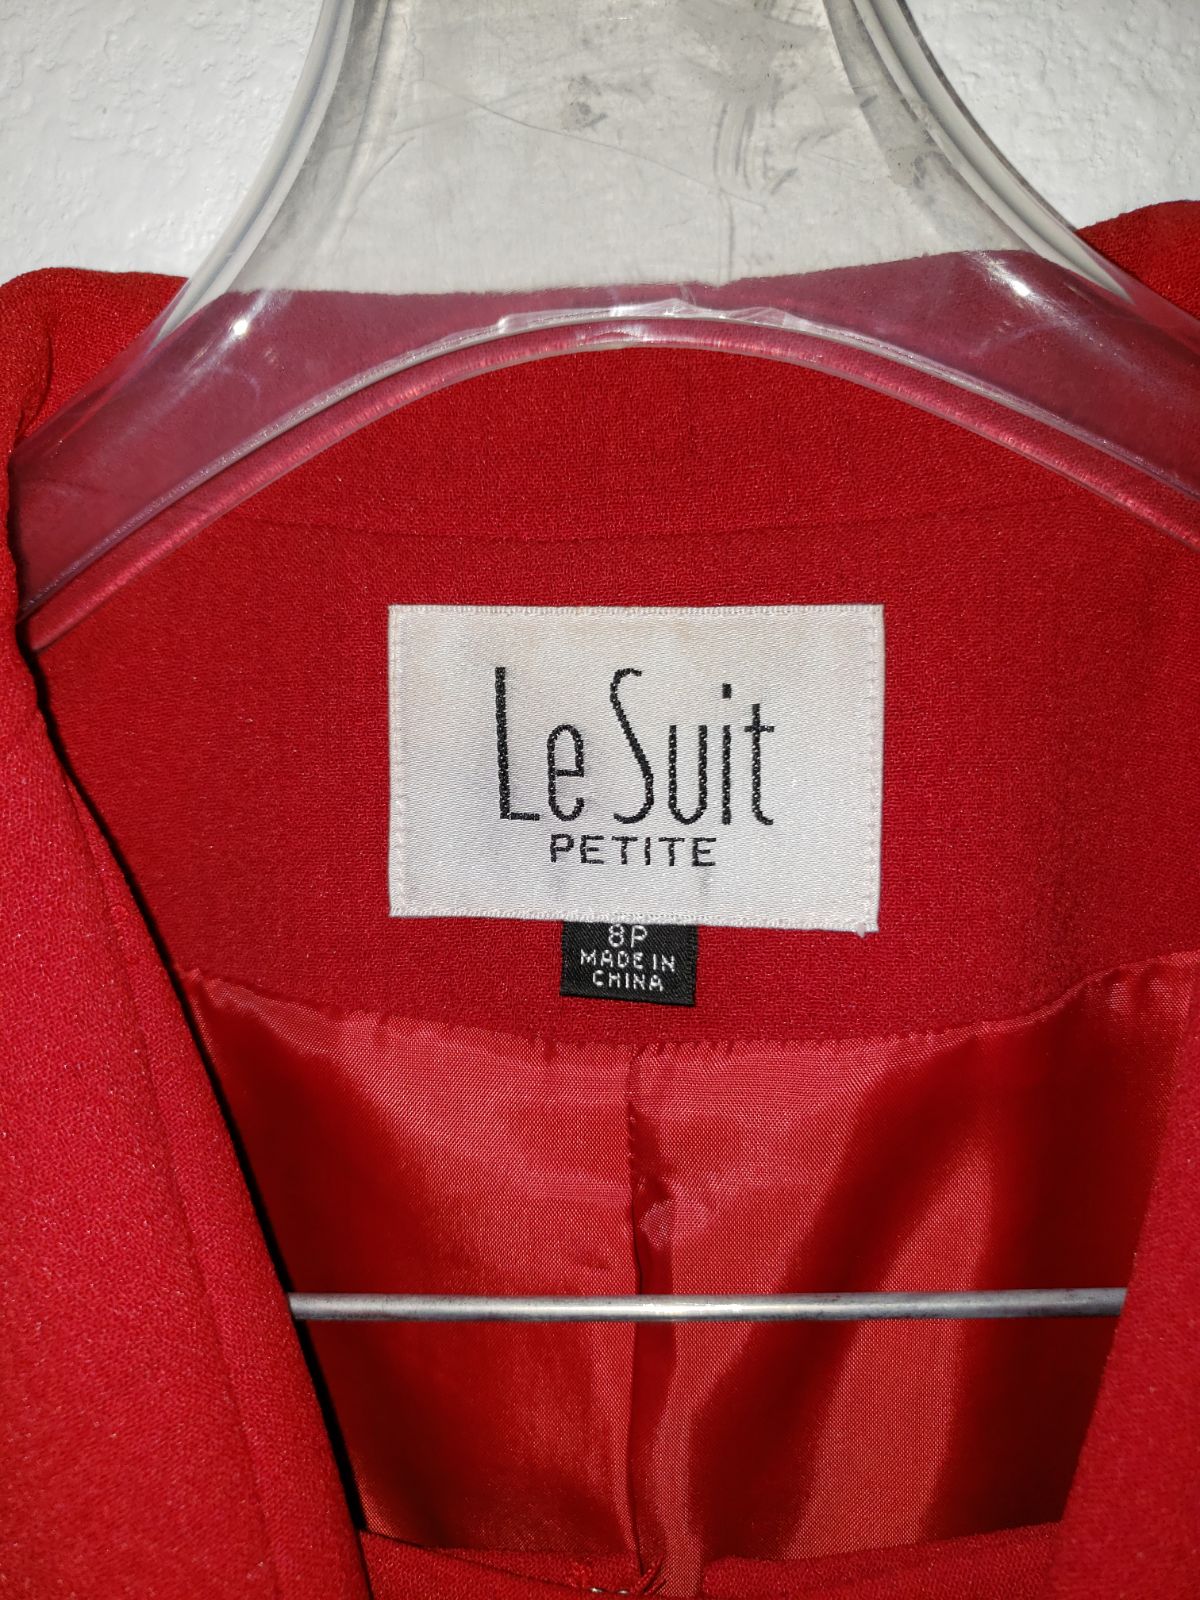 Le Suit
PETITE
8P
MADE IN
CHINA